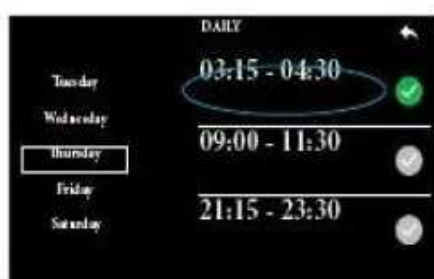 DAILY
Tuesday
Wednesday
Thursday
Friday
Saturday
03:15 - 04:30
09:00 - 11:30
21:15 - 23:30